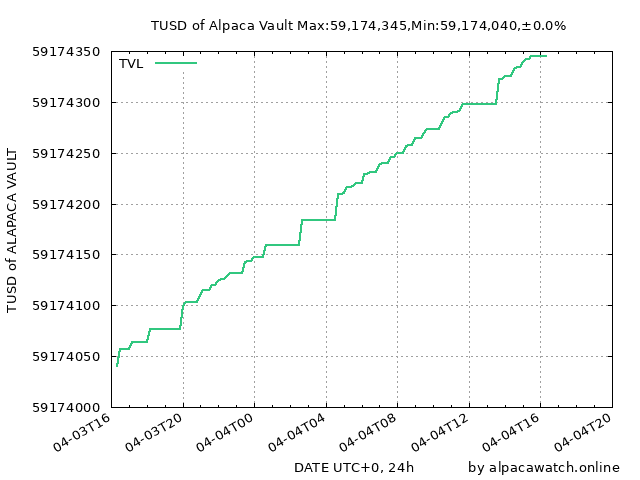 TUSD of Alpaca Vault Max:59,174,345,Min:59,174,040,±0.0%
TVL
59174350
59174300
59174250
59174200
59174150
59174100
59174050
59174000
TUSD of ALAPACA VAULT
04-03T16
04-03T20
04-04T00
04-04T04
04-04T08
04-04T12
04-04T16
04-04T20
DATE UTC+0, 24h
by alpacawatch.online